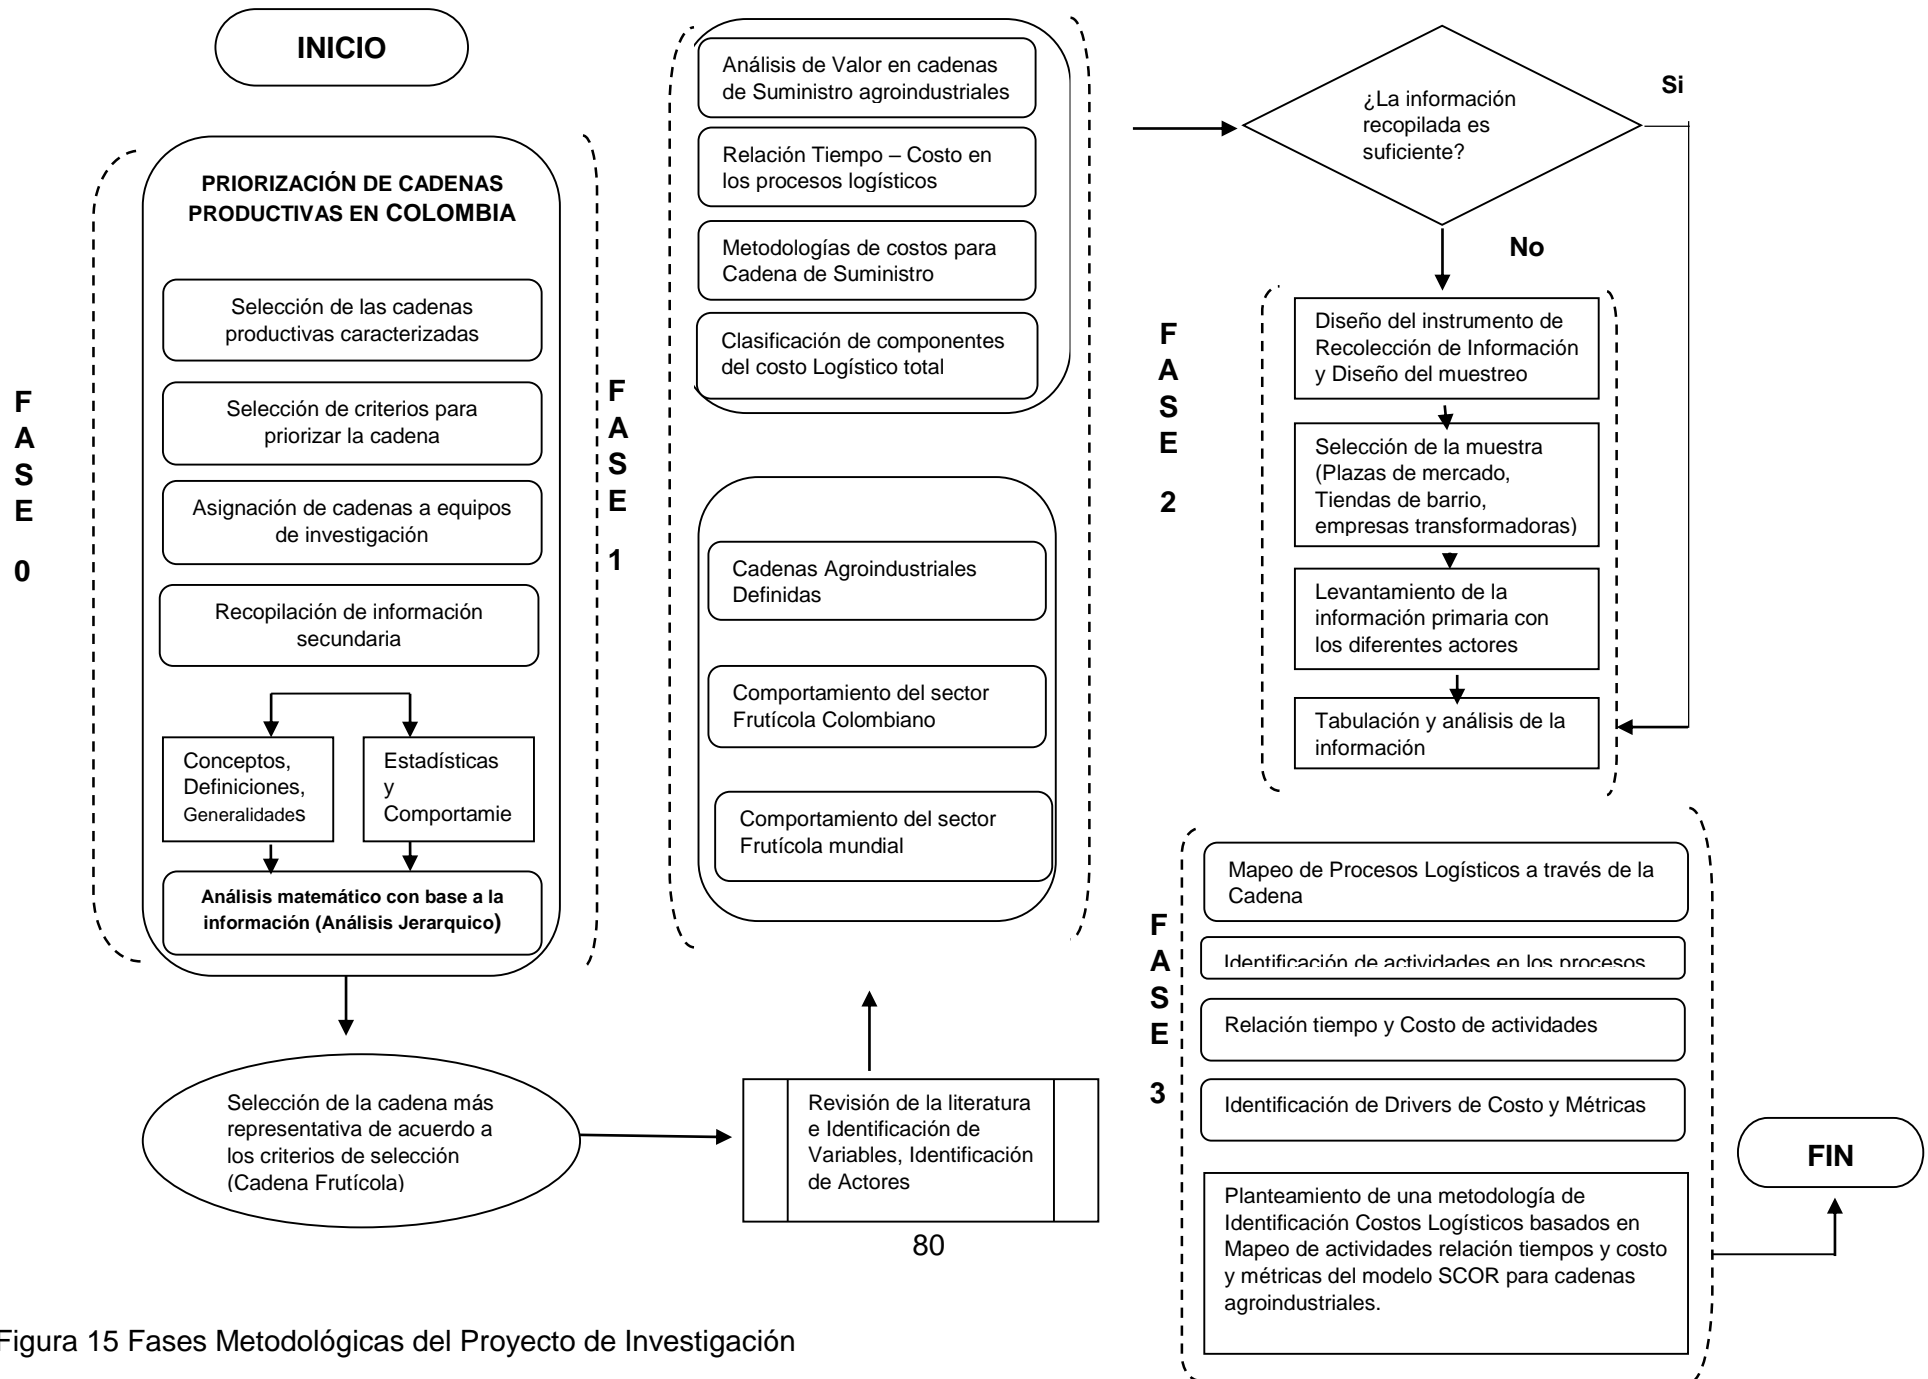 INICIO
FASE 0
PRIORIZACIÓN DE CADENAS
PRODUCTIVAS EN COLOMBIA
Selección de las cadenas
productivas caracterizadas
Selección de criterios para
priorizar la cadena
Asignación de cadenas a equipos
de investigación
Recopilación de información
secundaria
Conceptos,
Definiciones,
Generalidades
Estadísticas
y
Comportamie
Análisis matemático con base a la
información (Análisis Jerarquico)
Selección de la cadena más
representativa de acuerdo a
los criterios de selección
(Cadena Frutícola)
Revisión de la literatura
e Identificación de
Variables, Identificación
de Actores
FASE 1
Análisis de Valor en cadenas
de Suministro agroindustriales
Relación Tiempo – Costo en
los procesos logísticos
Metodologías de costos para
Cadena de Suministro
Clasificación de componentes
del costo Logístico total
Cadenas Agroindustriales
Definidas
Comportamiento del sector
Frutícola Colombiano
Comportamiento del sector
Frutícola mundial
¿La información
recopilada es
suficiente?
Si
No
FASE 2
Diseño del instrumento de
Recolección de Información
y Diseño del muestreo
Selección de la muestra
(Plazas de mercado,
Tiendas de barrio,
empresas transformadoras)
Levantamiento de la
información primaria con
los diferentes actores
Tabulación y análisis de la
información
FASE 3
Mapeo de Procesos Logísticos a través de la
Cadena
Identificación de actividades en los procesos
Relación tiempo y Costo de actividades
Identificación de Drivers de Costo y Métricas
Planteamiento de una metodología de
Identificación Costos Logísticos basados en
Mapeo de actividades relación tiempos y costo
y métricas del modelo SCOR para cadenas
agroindustriales.
FIN
80
Figura 15 Fases Metodológicas del Proyecto de Investigación